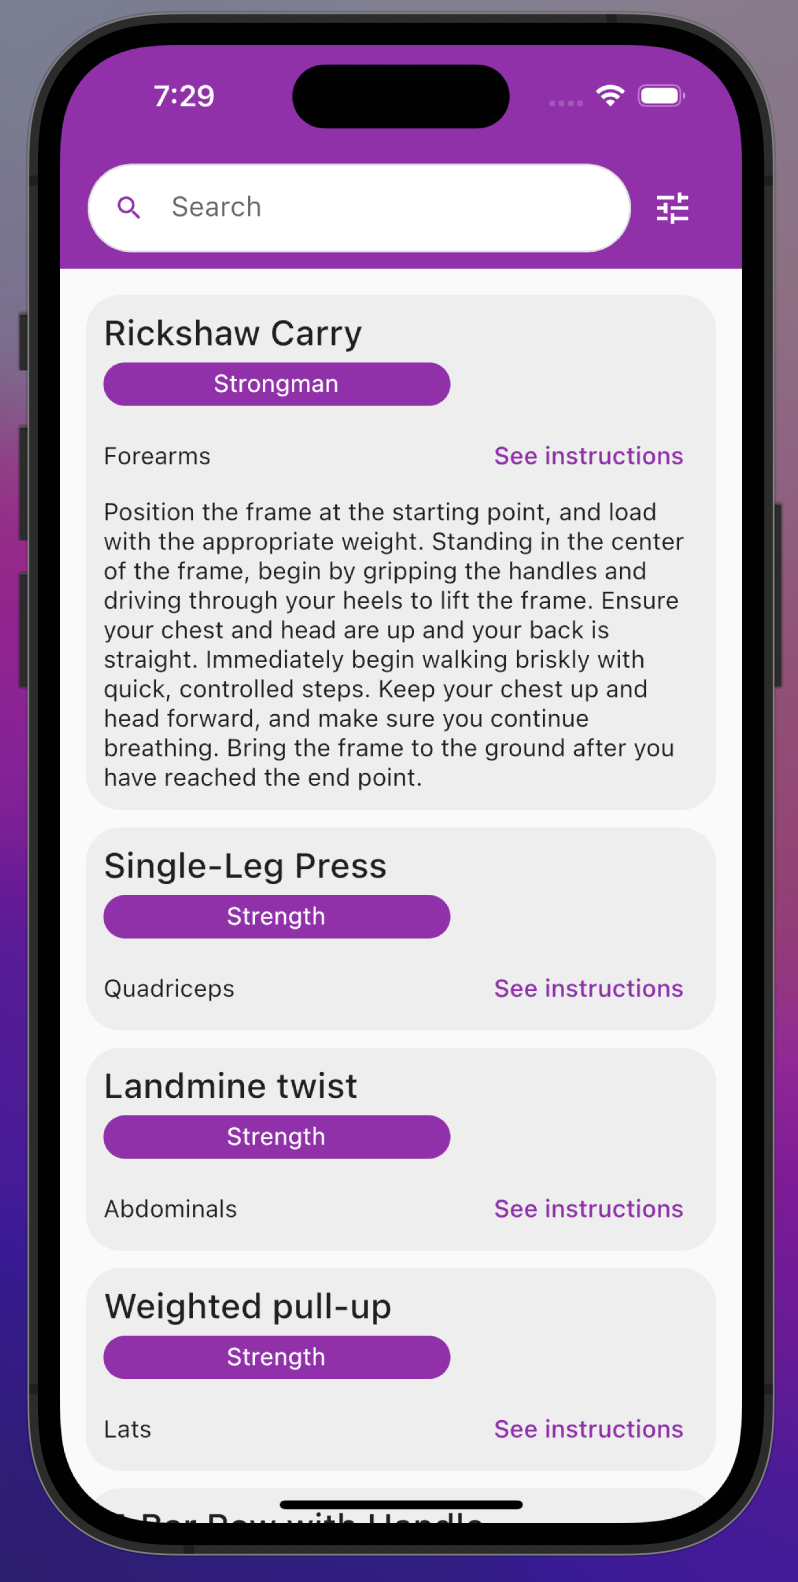 7:29
Search
Rickshaw Carry
Strongman
Forearms
See instructions
Position the frame at the starting point, and load
with the appropriate weight. Standing in the center
of the frame, begin by gripping the handles and
driving through your heels to lift the frame. Ensure
your chest and head are up and your back is
straight. Immediately begin walking briskly with
quick, controlled steps. Keep your chest up and
head forward, and make sure you continue
breathing. Bring the frame to the ground after you
have reached the end point.
Single-Leg Press
Strength
Quadriceps
See instructions
Landmine twist
Strength
Abdominals
See instructions
Weighted pull-up
Strength
Lats
See instructions
Bar Row with Handle